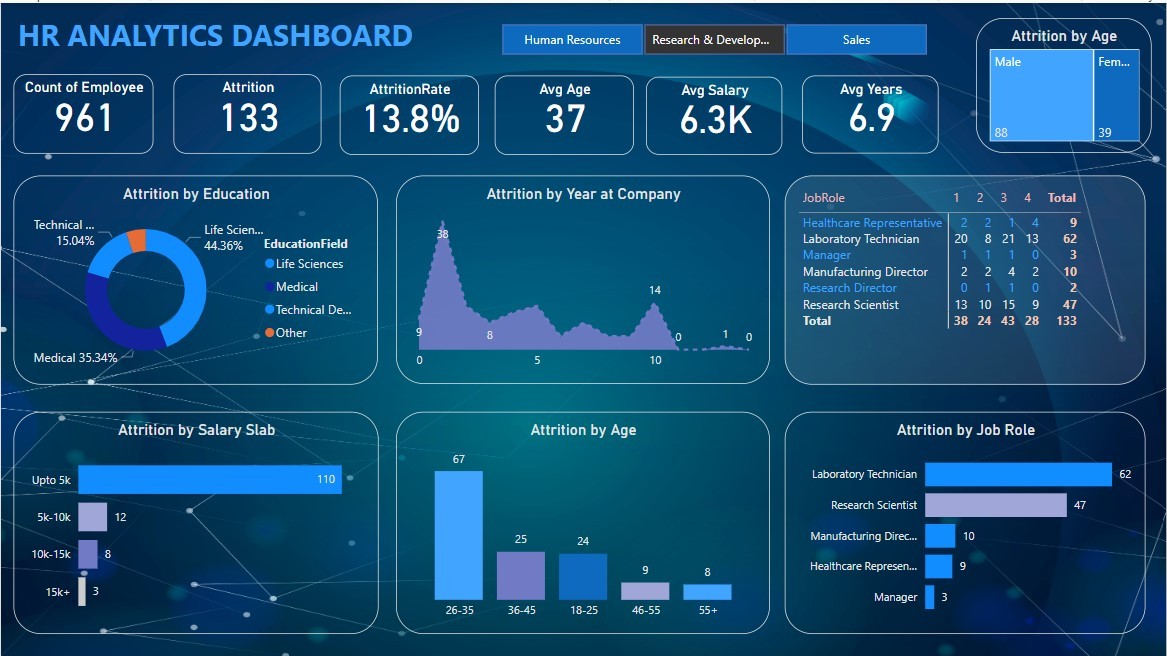 HR ANALYTICS DASHBOARD
Human Resources
Research & Develop...
Sales
Attrition by Age
Male
Fem...
88
39
Count of Employee
961
Attrition
133
AttritionRate
13.8%
Avg Age
37
Avg Salary
6.3K
Avg Years
6.9
Attrition by Education
Technical ...
15.04%
Life Scien...
44.36%
Medical 35.34%
EducationField
Life Sciences
Medical
Technical De...
Other
Attrition by Year at Company
38
9
8
14
0
1
0
0 5 10
JobRole 1 2 3 4 Total
Healthcare Representative 2 2 1 4 9
Laboratory Technician 20 8 21 13 62
Manager 1 1 1 0 3
Manufacturing Director 2 2 4 2 10
Research Director 0 1 1 0 2
Research Scientist 13 10 15 9 47
Total 38 24 43 28 133
Attrition by Salary Slab
Upto 5k 110
5k-10k 12
10k-15k 8
15k+ 3
Attrition by Age
67
25
24
9
8
26-35 36-45 18-25 46-55 55+
Attrition by Job Role
Laboratory Technician 62
Research Scientist 47
Manufacturing Direc... 10
Healthcare Represen... 9
Manager 3